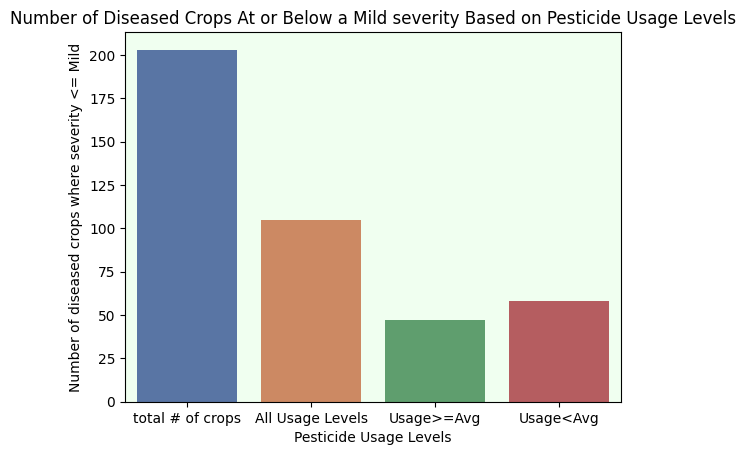 Number of Diseased Crops At or Below a Mild severity Based on Pesticide Usage Levels
Number of diseased crops where severity <= Mild
200
175
150
125
100
75
50
25
0
total # of crops
All Usage Levels
Usage>=Avg
Usage<Avg
Pesticide Usage Levels